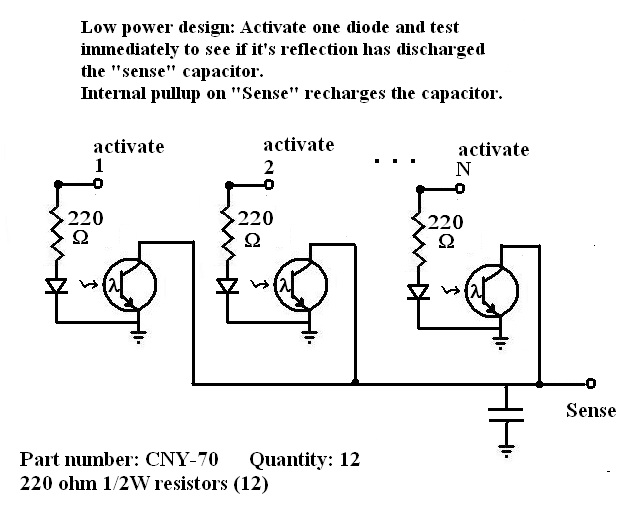 Low power design: Activate one diode and test
immediately to see if it's reflection has discharged
the "sense" capacitor.
Internal pullup on "Sense" recharges the capacitor.
activate
1
activate
2
. . .
activate
N
220
Ω
220
Ω
220
Ω
λ
λ
λ
Sense
Part number: CNY-70 Quantity: 12
220 ohm 1/2W resistors (12)